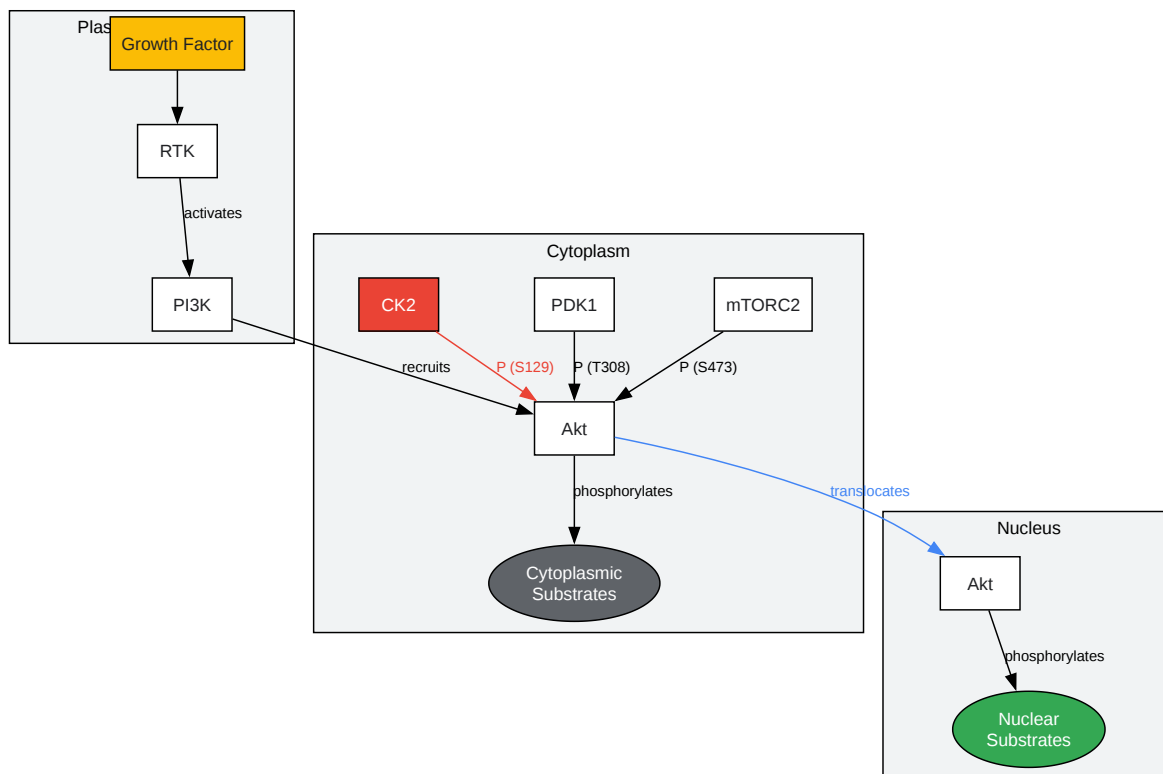 Plas
Growth Factor
RTK
activates
PI3K
Cytoplasm
CK2
PDK1
mTORC2
recruits
P (S129)
P (T308)
P (S473)
Akt
phosphorylates
translocates
Cytoplasmic
Substrates
Nucleus
Akt
phosphorylates
Nuclear
Substrates